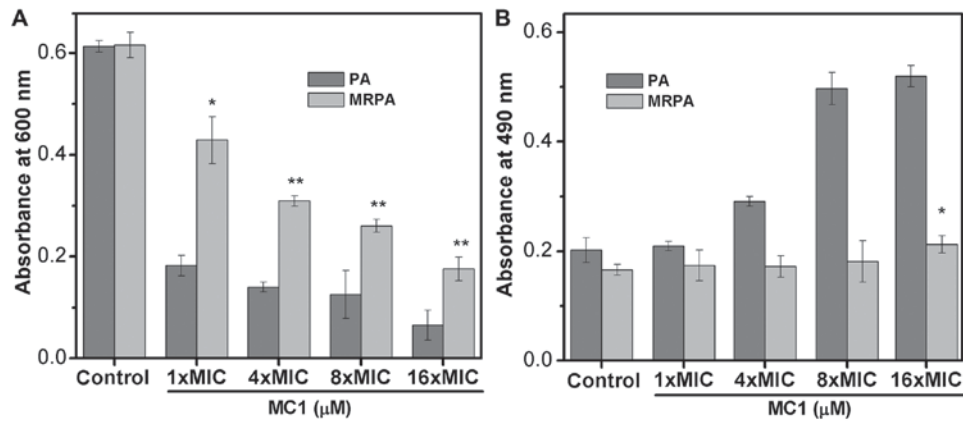 A
Absorbance at 600 nm
0.6
0.4
0.2
0.0
PA
MRPA
*
**
**
**
Control 1xMIC 4xMIC 8xMIC 16xMIC
MC1 (μM)
B
Absorbance at 490 nm
0.6
0.4
0.2
0.0
PA
MRPA
*
Control 1xMIC 4xMIC 8xMIC 16xMIC
MC1 (μM)